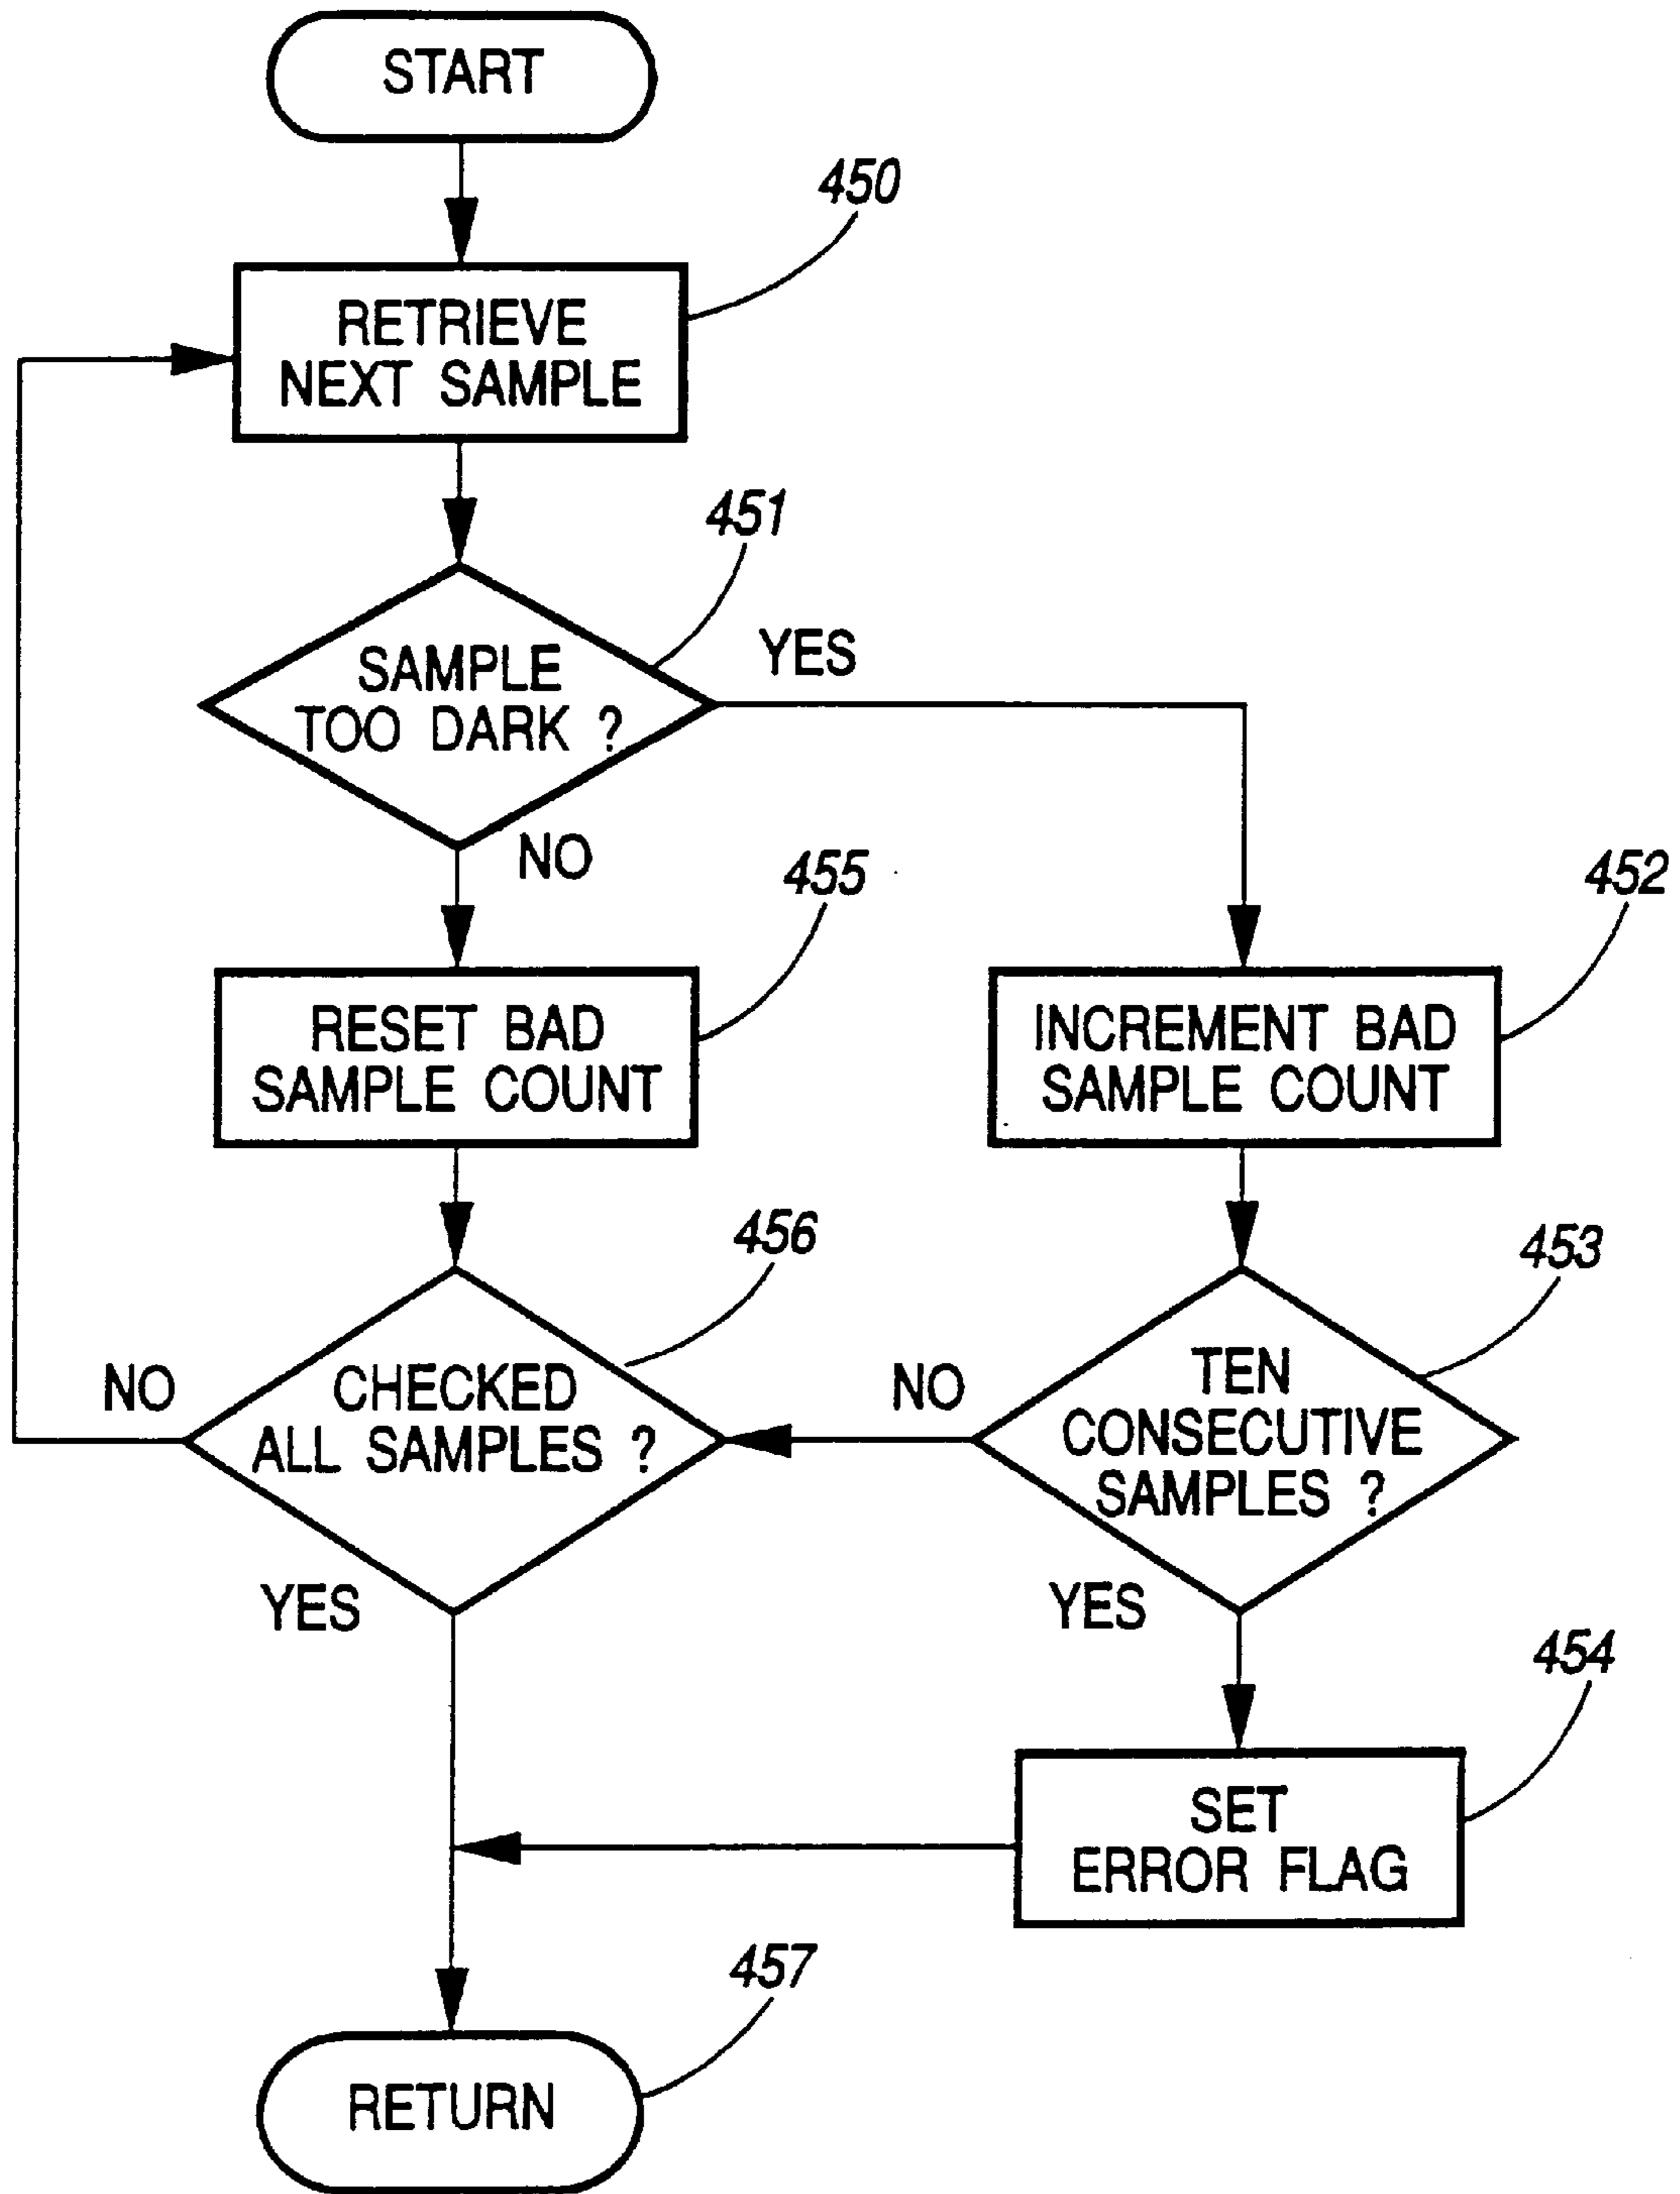 START
450
RETRIEVE
NEXT SAMPLE
451
SAMPLE
TOO DARK ?
YES
NO
455
452
RESET BAD
SAMPLE COUNT
INCREMENT BAD
SAMPLE COUNT
456
453
NO
CHECKED
ALL SAMPLES ?
NO
TEN
CONSECUTIVE
SAMPLES ?
YES
YES
454
SET
ERROR FLAG
457
RETURN